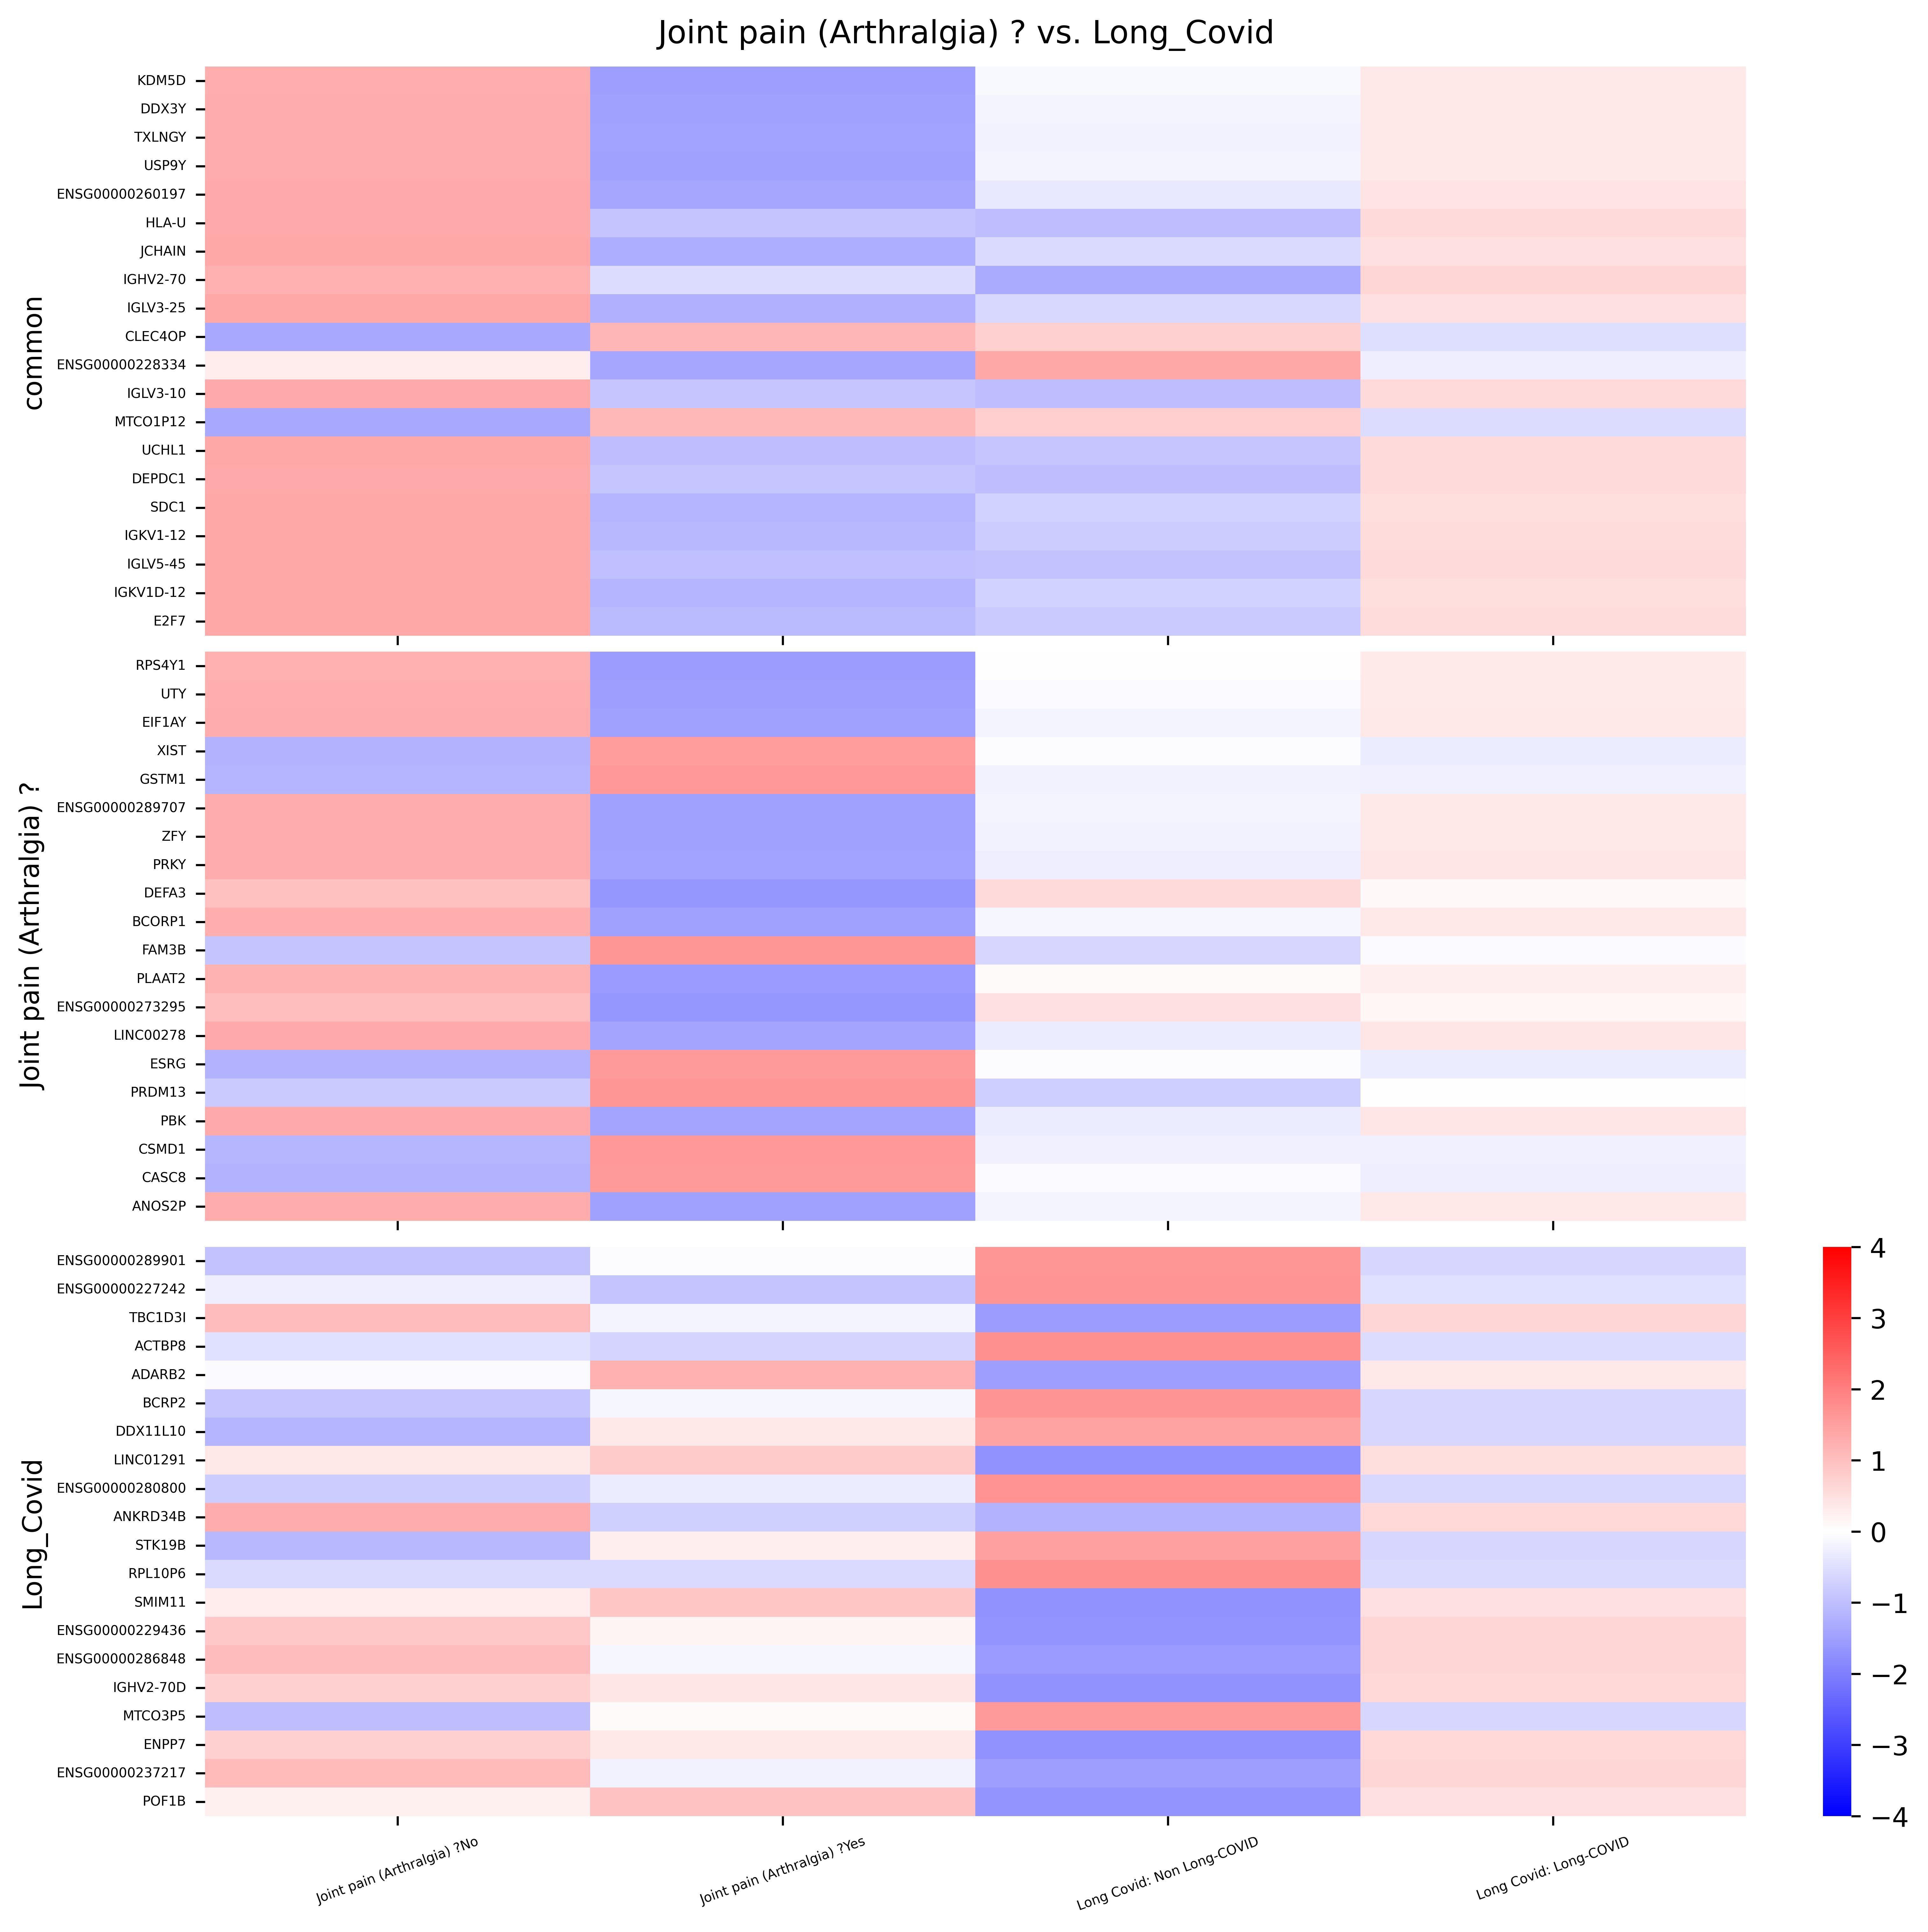 Joint pain (Arthralgia) ? vs. Long_Covid
common
KDM5D
DDX3Y
TXLNGY
USP9Y
ENSG00000260197
HLA-U
JCHAIN
IGHV2-70
IGLV3-25
CLEC4OP
ENSG00000228334
IGLV3-10
MTCO1P12
UCHL1
DEPDC1
SDC1
IGKV1-12
IGLV5-45
IGKV1D-12
E2F7
Joint pain (Arthralgia) ?
RPS4Y1
UTY
EIF1AY
XIST
GSTM1
ENSG00000289707
ZFY
PRKY
DEFA3
BCORP1
FAM3B
PLAAT2
ENSG00000273295
LINC00278
ESRG
PRDM13
PBK
CSMD1
CASC8
ANOS2P
Long_Covid
ENSG00000289901
ENSG00000227242
TBC1D3I
ACTBP8
ADARB2
BCRP2
DDX11L10
LINC01291
ENSG00000280800
ANKRD34B
STK19B
RPL10P6
SMIM11
ENSG00000229436
ENSG00000286848
IGHV2-70D
MTCO3P5
ENPP7
ENSG00000237217
POF1B
4
3
2
1
0
−1
−2
−3
−4
Joint pain (Arthralgia) ?No
Joint pain (Arthralgia) ?Yes
Long Covid: Non Long-COVID
Long Covid: Long-COVID